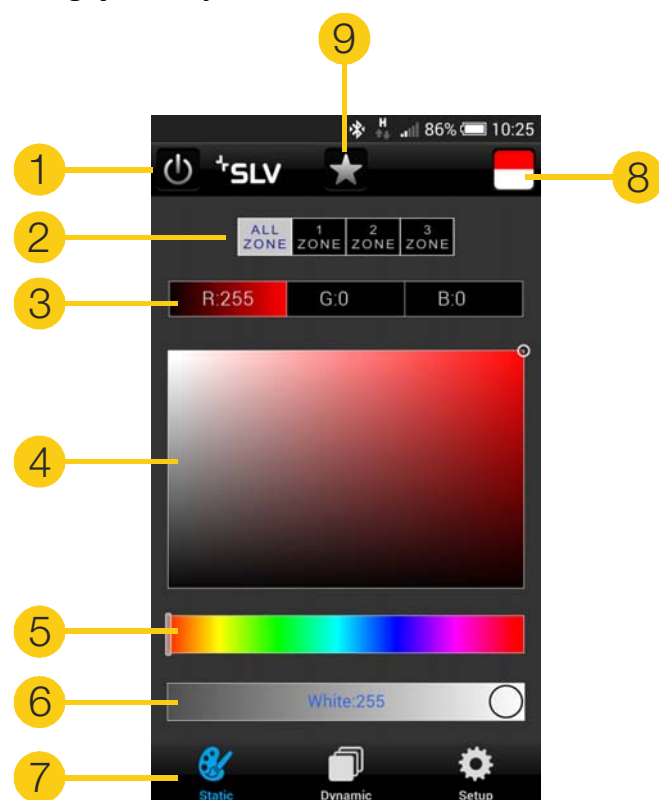 9
H 86% 10:25
1 SLV 8
2 ALL ZONE 1 ZONE 2 ZONE 3 ZONE
3 R:255 G:0 B:0
4
5
6 White:255
7
Static Dynamic Setup